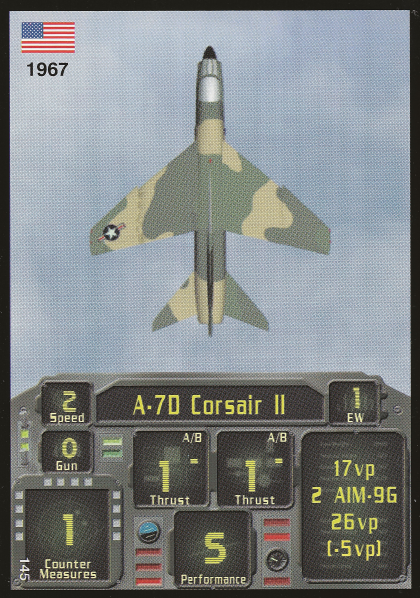 1967
A-7D Corsair II
2
Speed
1
EW
0
Gun
A/B
1 -
Thrust
A/B
1 -
Thrust
17vp
2 AIM-9G
26vp
(-5vp)
1
Counter
Measures
5
Performance
145